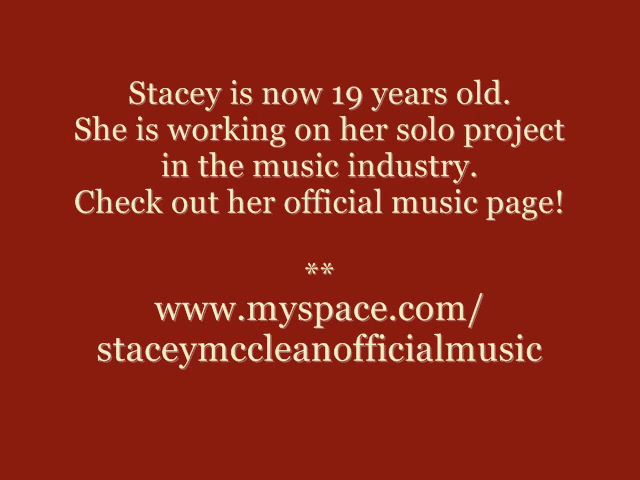 Stacey is now 19 years old.
She is working on her solo project
in the music industry.
Check out her official music page!
**
www.myspace.com/
staceymccleanofficialmusic